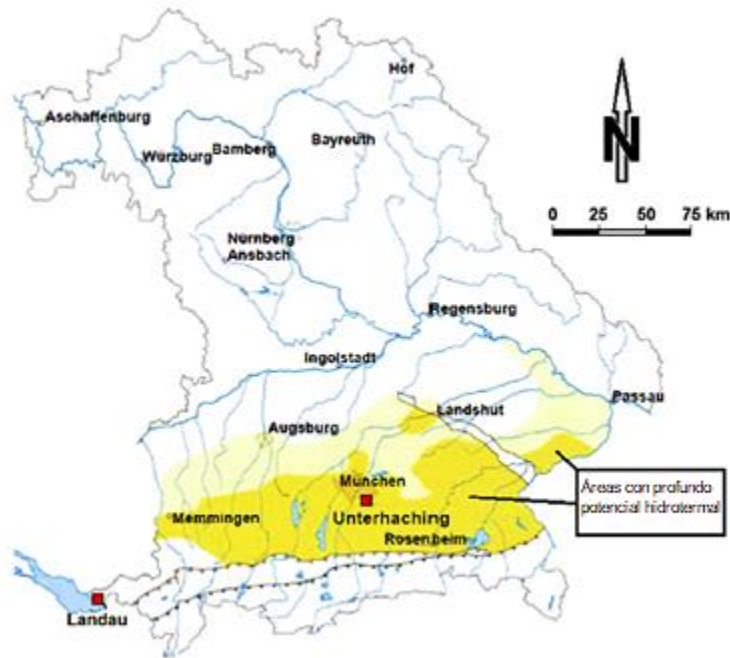 Hof
Aschaffenburg
Würzburg
Bamberg
Bayreuth
N
0 25 50 75 km
Nürnberg
Ansbach
Regensburg
Ingolstadt
Passau
Landshut
Augsburg
München
Áreas con profundo
potencial hidrotermal
Memmingen
Unterhaching
Rosenheim
Landau